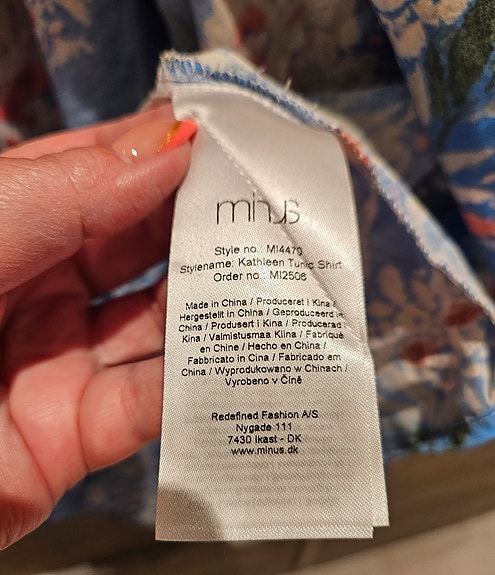 minus
Style no.: MI4470
Stylename: Kathleen Tunic Shirt
Order no.: MI2506
Made in China / Produceret i Kina /
Hergestellt in China / Geproduceerd in
China / Produsert i Kina / Producerad i
Kina / Valmistusmaa Kiina / Fabriqué
en Chine / Hecho en China /
Fabbricato in Cina / Fabricado em
China / Wyprodukowano w Chinach /
Vyrobeno v Číně
Redefined Fashion A/S
Nygade 111
7430 Ikast - DK
www.minus.dk